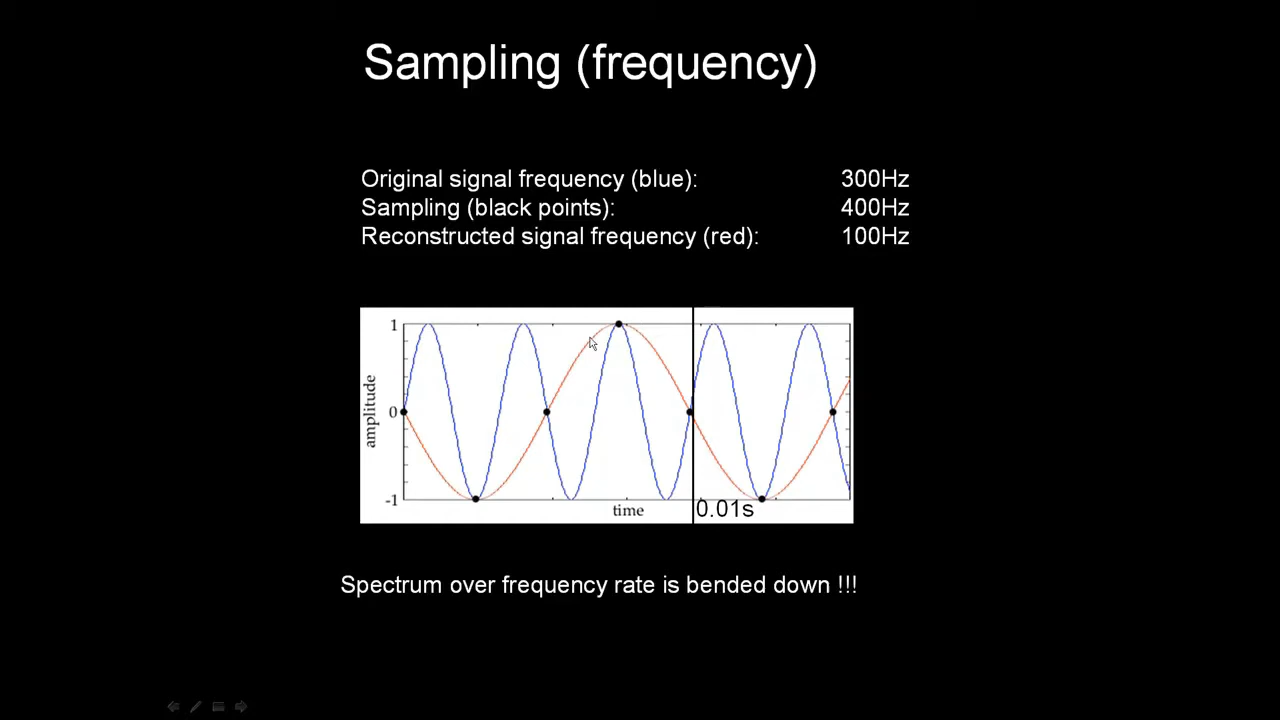 Sampling (frequency)
Original signal frequency (blue): 300Hz
Sampling (black points): 400Hz
Reconstructed signal frequency (red): 100Hz
1
0
-1
amplitude
time
0.01s
Spectrum over frequency rate is bended down !!!